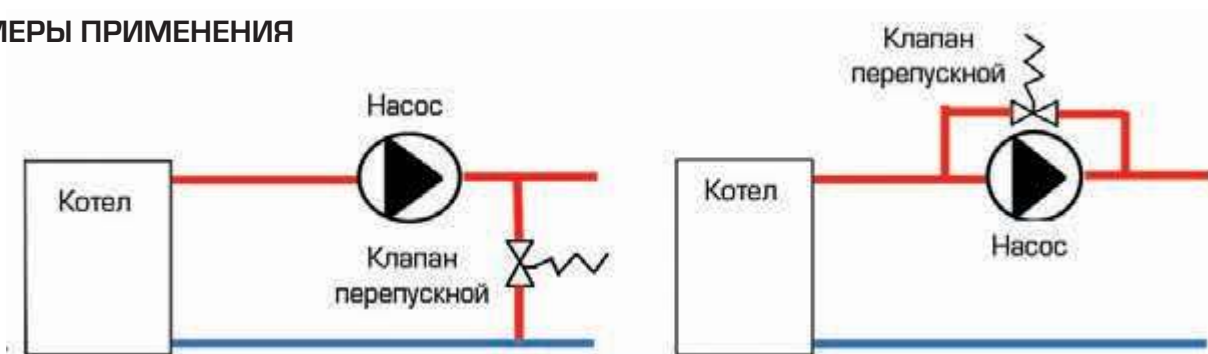 МЕРЫ ПРИМЕНЕНИЯ
Насос
Котел
Клапан
перепускной
Клапан
перепускной
Котел
Насос